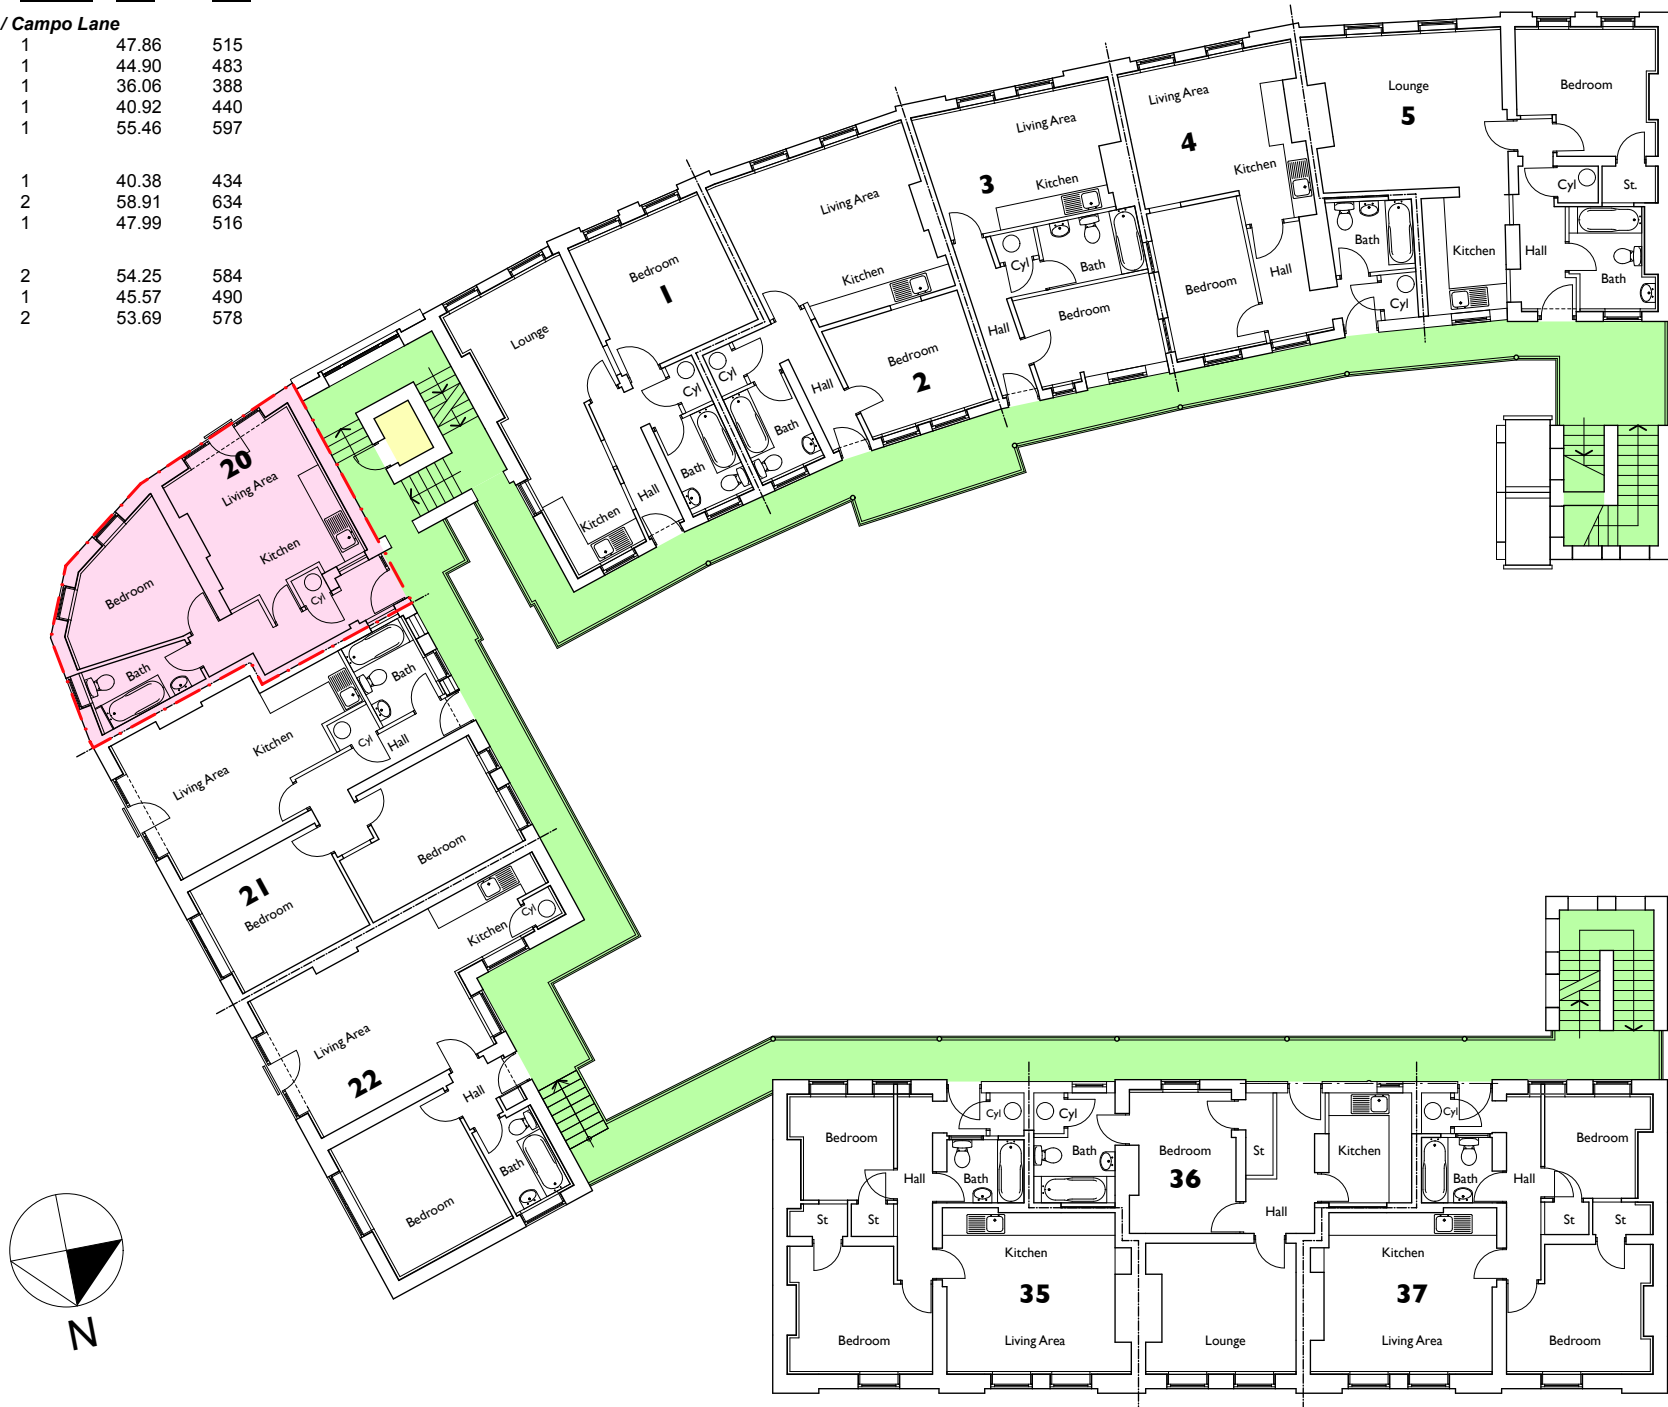 / Campo Lane
1 47.86 515
1 44.90 483
1 36.06 388
1 40.92 440
1 55.46 597
1 40.38 434
2 58.91 634
1 47.99 516
2 54.25 584
1 45.57 490
2 53.69 578
Lounge
Bedroom
1
Kitchen
Hall
Bath
Cyl
Living Area
Kitchen
Cyl
Bath
Hall
Bedroom
2
Living Area
3
Kitchen
Cyl
Bath
Hall
Bedroom
Living Area
4
Kitchen
Bedroom
Hall
Bath
Cyl
Lounge
5
Bedroom
Cyl
St.
Kitchen
Hall
Bath
20
Living Area
Kitchen
Bedroom
Cyl
Bath
Bath
Kitchen
Cyl
Hall
Living Area
Bedroom
21
Bedroom
Kitchen
Cyl
Living Area
22
Hall
Bath
Bedroom
N
Bedroom
Hall
Cyl
Bath
St
St
Kitchen
35
Bedroom
Living Area
Cyl
Bath
Bedroom
36
St
Kitchen
Hall
Lounge
Cyl
Bath
Hall
Bedroom
St
St
Kitchen
37
Living Area
Bedroom